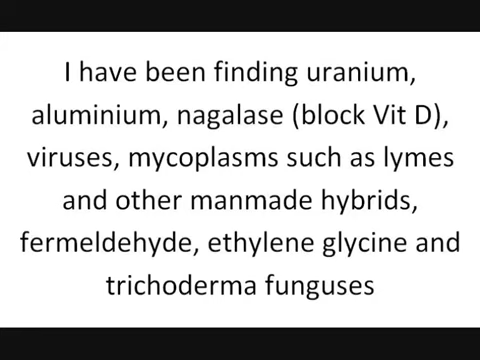 I have been finding uranium,
aluminium, nagalase (block Vit D),
viruses, mycoplasms such as lymes
and other manmade hybrids,
fermeldehyde, ethylene glycine and
trichoderma funguses